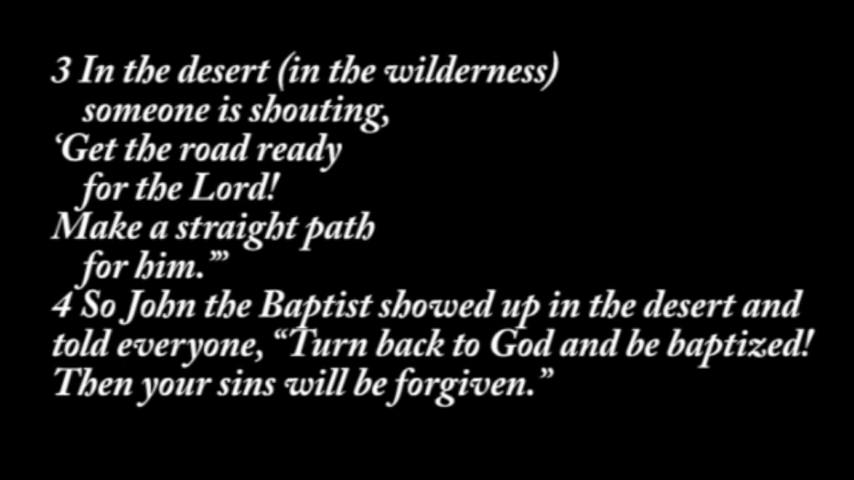 3 In the desert (in the wilderness)
someone is shouting,
‘Get the road ready
for the Lord!
Make a straight path
for him.’”
4 So John the Baptist showed up in the desert and
told everyone, “Turn back to God and be baptized!
Then your sins will be forgiven.”